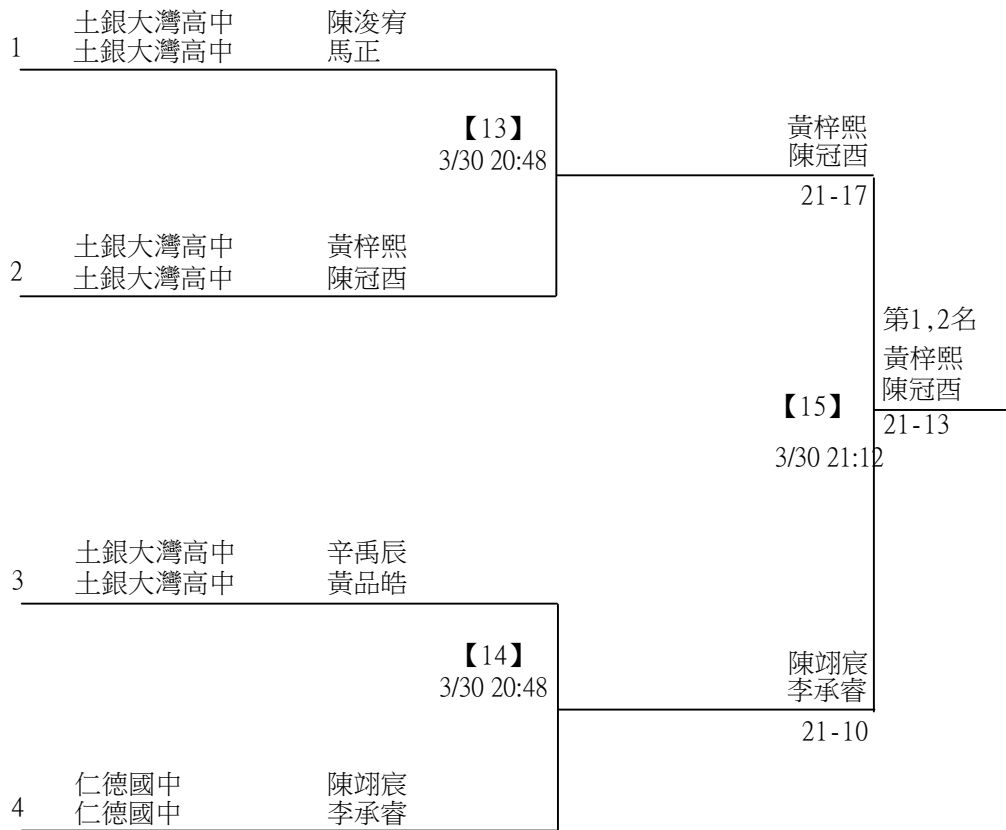 土銀大灣高中 陳浚宥
1 土銀大灣高中 馬正
【13】
3/30 20:48
黃梓熙
陳冠酉
21-17
土銀大灣高中 黃梓熙
2 土銀大灣高中 陳冠酉
第1,2名
黃梓熙
陳冠酉
【15】
21-13
3/30 21:12
土銀大灣高中 辛禹辰
3 土銀大灣高中 黃品皓
【14】
3/30 20:48
陳翊宸
李承睿
21-10
仁德國中 陳翊宸
4 仁德國中 李承睿